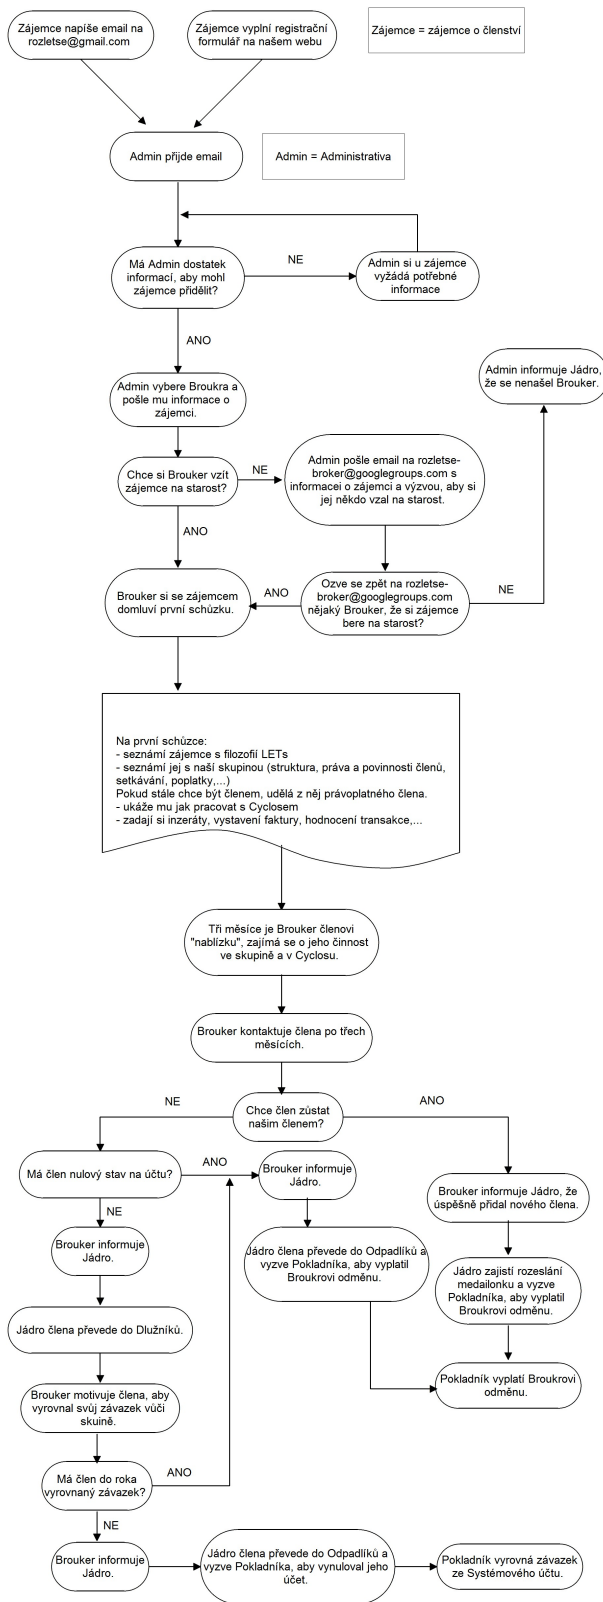 Zájemce napíše email na
rozletse@gmail.com
Zájemce vyplní registrační
formulář na našem webu
Zájemce = zájemce o členství
Admin přijde email
Admin = Administrativa
Má Admin dostatek
informací, aby mohl
zájemce přidělit?
NE
Admin si u zájemce
vyžádá potřebné
informace
ANO
Admin vybere Broukra a
pošle mu informace o
zájemci.
Admin informuje Jádro,
že se nenašel Brouker.
Chce si Brouker vzít
zájemce na starost?
NE
Admin pošle email na rozletse-
broker@googlegroups.com s
informacei o zájemci a výzvou, aby si
jej někdo vzal na starost.
ANO
Brouker si se zájemcem
domluví první schůzku.
ANO
Ozve se zpět na rozletse-
broker@googlegroups.com
nějaký Brouker, že si zájemce
bere na starost?
NE
Na první schůzce:
- seznámí zájemce s filozofií LETs
- seznámí jej s naší skupinou (struktura, práva a povinnosti členů,
setkávání, poplatky,...)
Pokud stále chce být členem, udělá z něj právoplatného člena.
- ukáže mu jak pracovat s Cyclosem
- zadají si inzeráty, vystavení faktury, hodnocení transakce,...
Tři měsíce je Brouker členovi
"nablízku", zajímá se o jeho činnost
ve skupině a v Cyclosu.
Brouker kontaktuje člena po třech
měsících.
NE
Chce člen zůstat
našim členem?
ANO
Má člen nulový stav na účtu?
ANO
Brouker informuje
Jádro.
Brouker informuje Jádro, že
úspěšně přidal nového člena.
NE
Brouker informuje
Jádro.
Jádro člena převede do Odpadlíků a
vyzve Pokladníka, aby vyplatil
Broukrovi odměnu.
Jádro zajistí rozeslání
medailonku a vyzve
Pokladníka, aby vyplatil
Broukrovi odměnu.
Jádro člena převede do Dlužníků.
Pokladník vyplatí Broukrovi
odměnu.
Brouker motivuje člena, aby
vyrovnal svůj závazek vůči
skuině.
Má člen do roka
vyrovnaný závazek?
ANO
NE
Brouker informuje
Jádro.
Jádro člena převede do Odpadlíků a
vyzve Pokladníka, aby vynuloval jeho
účet.
Pokladník vyrovná závazek
ze Systémového účtu.